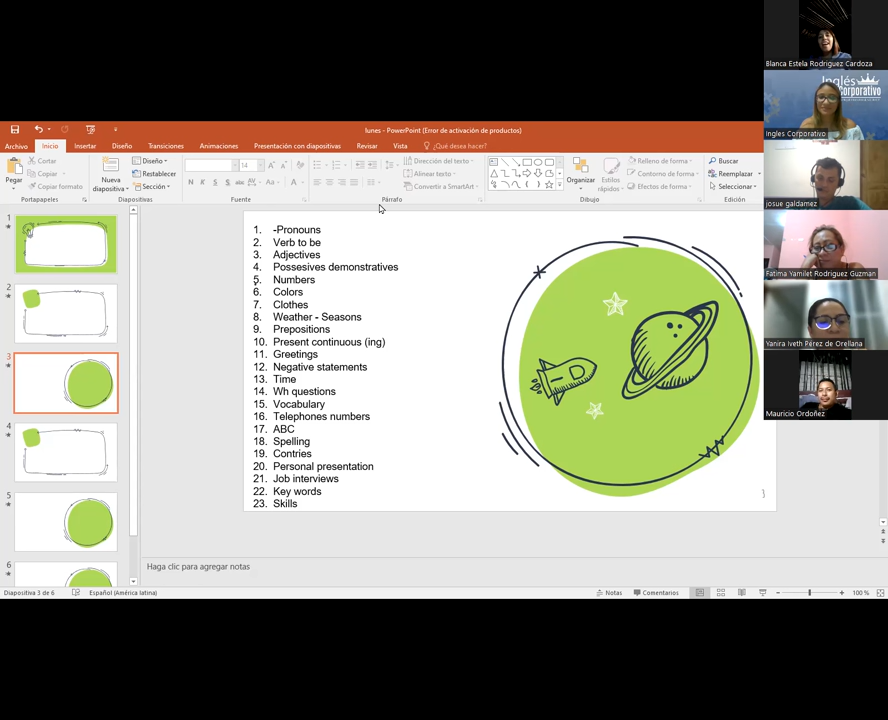 lunes - PowerPoint (Error de activación de productos)
Archivo Inicio Insertar Diseño Transiciones Animaciones Presentación con diapositivas Revisar Vista ¿Qué desea hacer?
Pegar
Cortar
Copiar
Copiar formato
Portapapeles
Nueva diapositiva
Diseño
Restablecer
Sección
Diapositivas
14
N K S S
Fuente
Dirección del texto
Alinear texto
Convertir a SmartArt
Párrafo
Organizar
Estilos rápidos
Relleno de forma
Contorno de forma
Efectos de forma
Dibujo
Buscar
Reemplazar
Seleccionar
Edición
1
2
3
4
5
6
1. -Pronouns
2. Verb to be
3. Adjectives
4. Possesives demonstratives
5. Numbers
6. Colors
7. Clothes
8. Weather - Seasons
9. Prepositions
10. Present continuous (ing)
11. Greetings
12. Negative statements
13. Time
14. Wh questions
15. Vocabulary
16. Telephones numbers
17. ABC
18. Spelling
19. Contries
20. Personal presentation
21. Job interviews
22. Key words
23. Skills
Haga clic para agregar notas
Diapositiva 3 de 6 Español (América latina) Notas Comentarios 100 %
Blanca Estela Rodriguez Cardoza
Inglés
Corporativo
Ingles Corporativo
josue galdamez
Fatima Yamilet Rodriguez Guzman
Yanira Iveth Pérez de Orellana
Mauricio Ordoñez